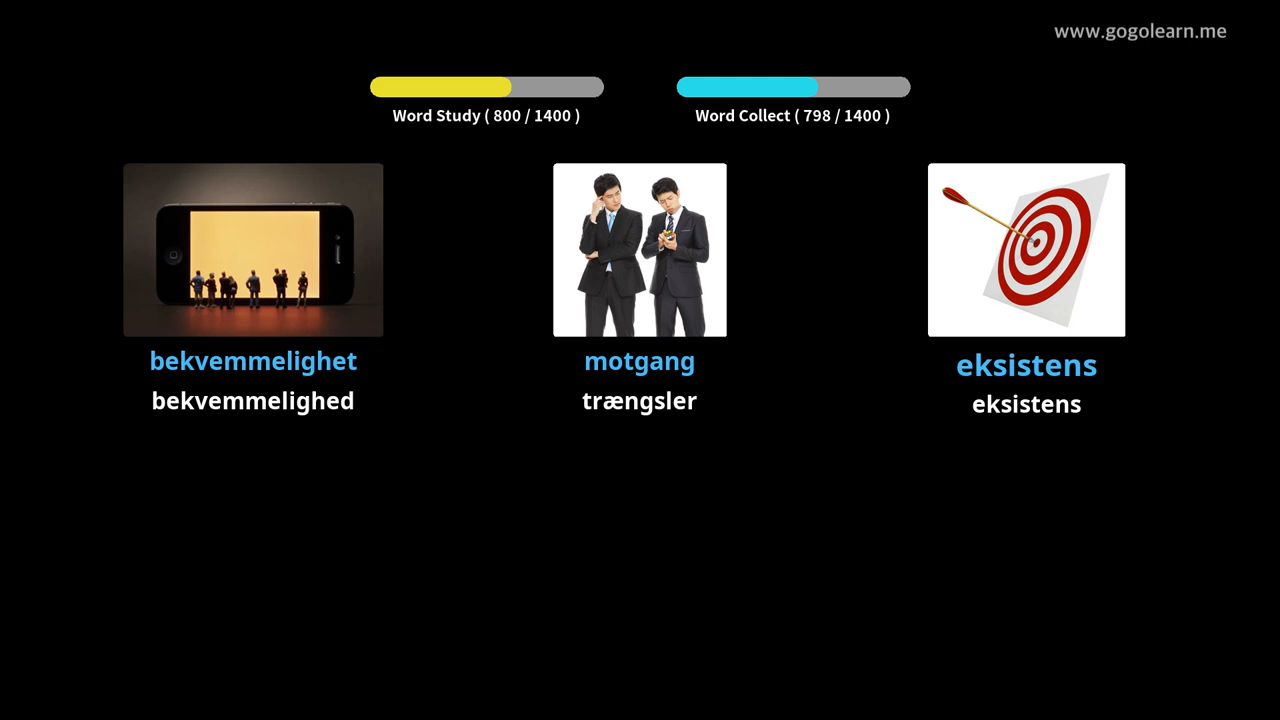 www.gogolearn.me
Word Study ( 800 / 1400 )
Word Collect ( 798 / 1400 )
bekvemmelighet
bekvemmelighed
motgang
trængsler
eksistens
eksistens